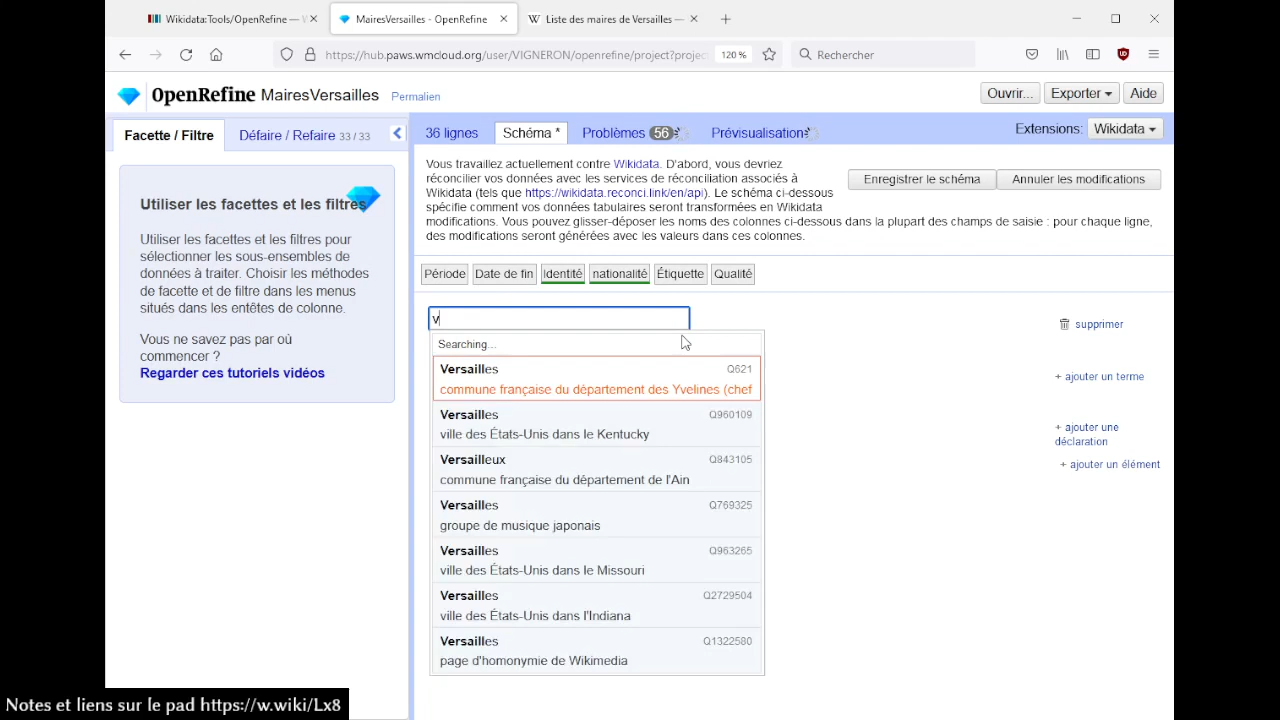 Wikidata:Tools/OpenRefine — W
MairesVersailles - OpenRefine
Liste des maires de Versailles —
https://hub.paws.wmcloud.org/user/VIGNERON/openrefine/project?projec
120 %
Rechercher
OpenRefine MairesVersailles Permalien
Ouvrir... Exporter Aide
Facette / Filtre
Défaire / Refaire 33 / 33
36 lignes
Schéma *
Problèmes 56
Prévisualisation
Extensions: Wikidata
Utiliser les facettes et les filtres
Utiliser les facettes et les filtres pour
sélectionner les sous-ensembles de
données à traiter. Choisir les méthodes
de facette et de filtre dans les menus
situés dans les entêtes de colonne.
Vous ne savez pas par où
commencer ?
Regarder ces tutoriels vidéos
Vous travaillez actuellement contre Wikidata. D'abord, vous devriez
réconcilier vos données avec les services de réconciliation associés à
Wikidata (tels que https://wikidata.reconci.link/en/api). Le schéma ci-dessous
spécifie comment vos données tabulaires seront transformées en Wikidata
modifications. Vous pouvez glisser-déposer les noms des colonnes ci-dessous dans la plupart des champs de saisie : pour chaque ligne,
des modifications seront générées avec les valeurs dans ces colonnes.
Enregistrer le schéma
Annuler les modifications
Période Date de fin Identité nationalité Étiquette Qualité
v
Searching...
Versailles Q621
commune française du département des Yvelines (chef
Versailles Q960109
ville des États-Unis dans le Kentucky
Versailleux Q843105
commune française du département de l'Ain
Versailles Q769325
groupe de musique japonais
Versailles Q963265
ville des États-Unis dans le Missouri
Versailles Q2729504
ville des États-Unis dans l'Indiana
Versailles Q1322580
page d'homonymie de Wikimedia
supprimer
+ ajouter un terme
+ ajouter une
déclaration
+ ajouter un élément
Notes et liens sur le pad https://w.wiki/Lx8